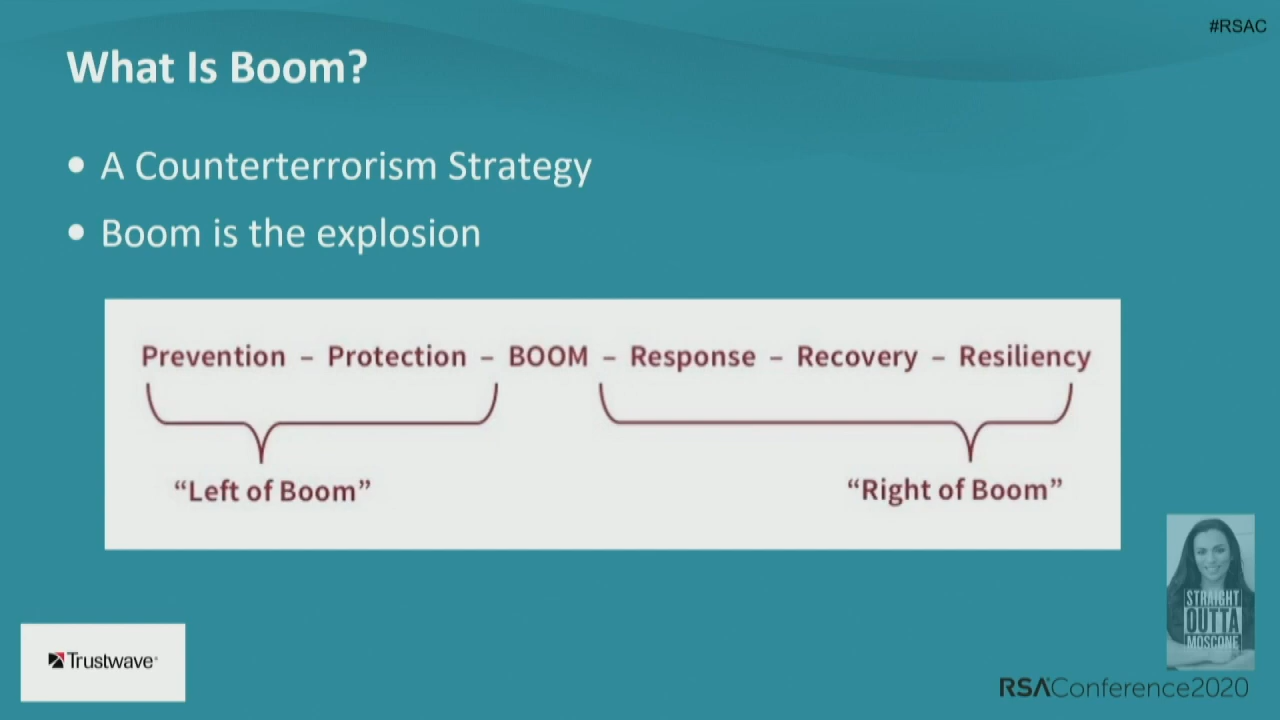 #RSAC
What Is Boom?
• A Counterterrorism Strategy
• Boom is the explosion
Prevention – Protection – BOOM – Response – Recovery – Resiliency
“Left of Boom” “Right of Boom”
STRAIGHT
OUTTA
MOSCONE
Trustwave®
RSAConference2020